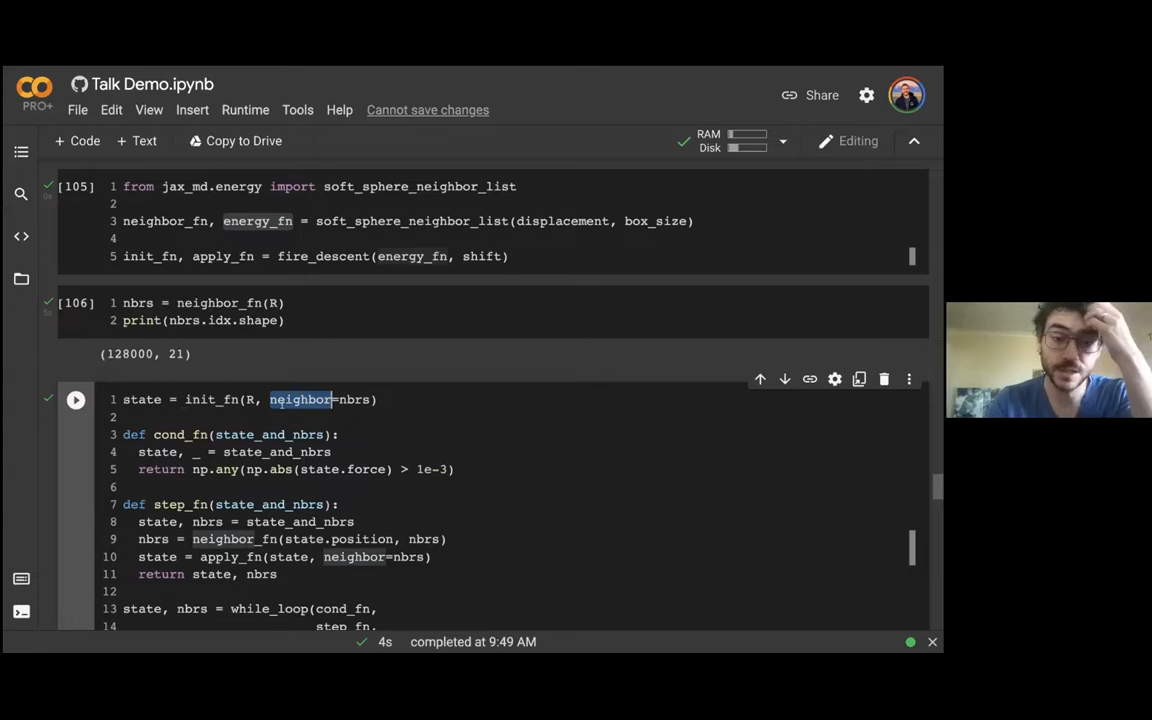 Talk Demo.ipynb
PRO+
File Edit View Insert Runtime Tools Help Cannot save changes
Share
+ Code + Text Copy to Drive
RAM
Disk
Editing
[105] 1 from jax_md.energy import soft_sphere_neighbor_list
0s
2
3 neighbor_fn, energy_fn = soft_sphere_neighbor_list(displacement, box_size)
4
5 init_fn, apply_fn = fire_descent(energy_fn, shift)
[106] 1 nbrs = neighbor_fn(R)
5s
2 print(nbrs.idx.shape)
(128000, 21)
1 state = init_fn(R, neighbor=nbrs)
2
3 def cond_fn(state_and_nbrs):
4 state, _ = state_and_nbrs
5 return np.any(np.abs(state.force) > 1e-3)
6
7 def step_fn(state_and_nbrs):
8 state, nbrs = state_and_nbrs
9 nbrs = neighbor_fn(state.position, nbrs)
10 state = apply_fn(state, neighbor=nbrs)
11 return state, nbrs
12
13 state, nbrs = while_loop(cond_fn,
14 step_fn,
4s completed at 9:49 AM